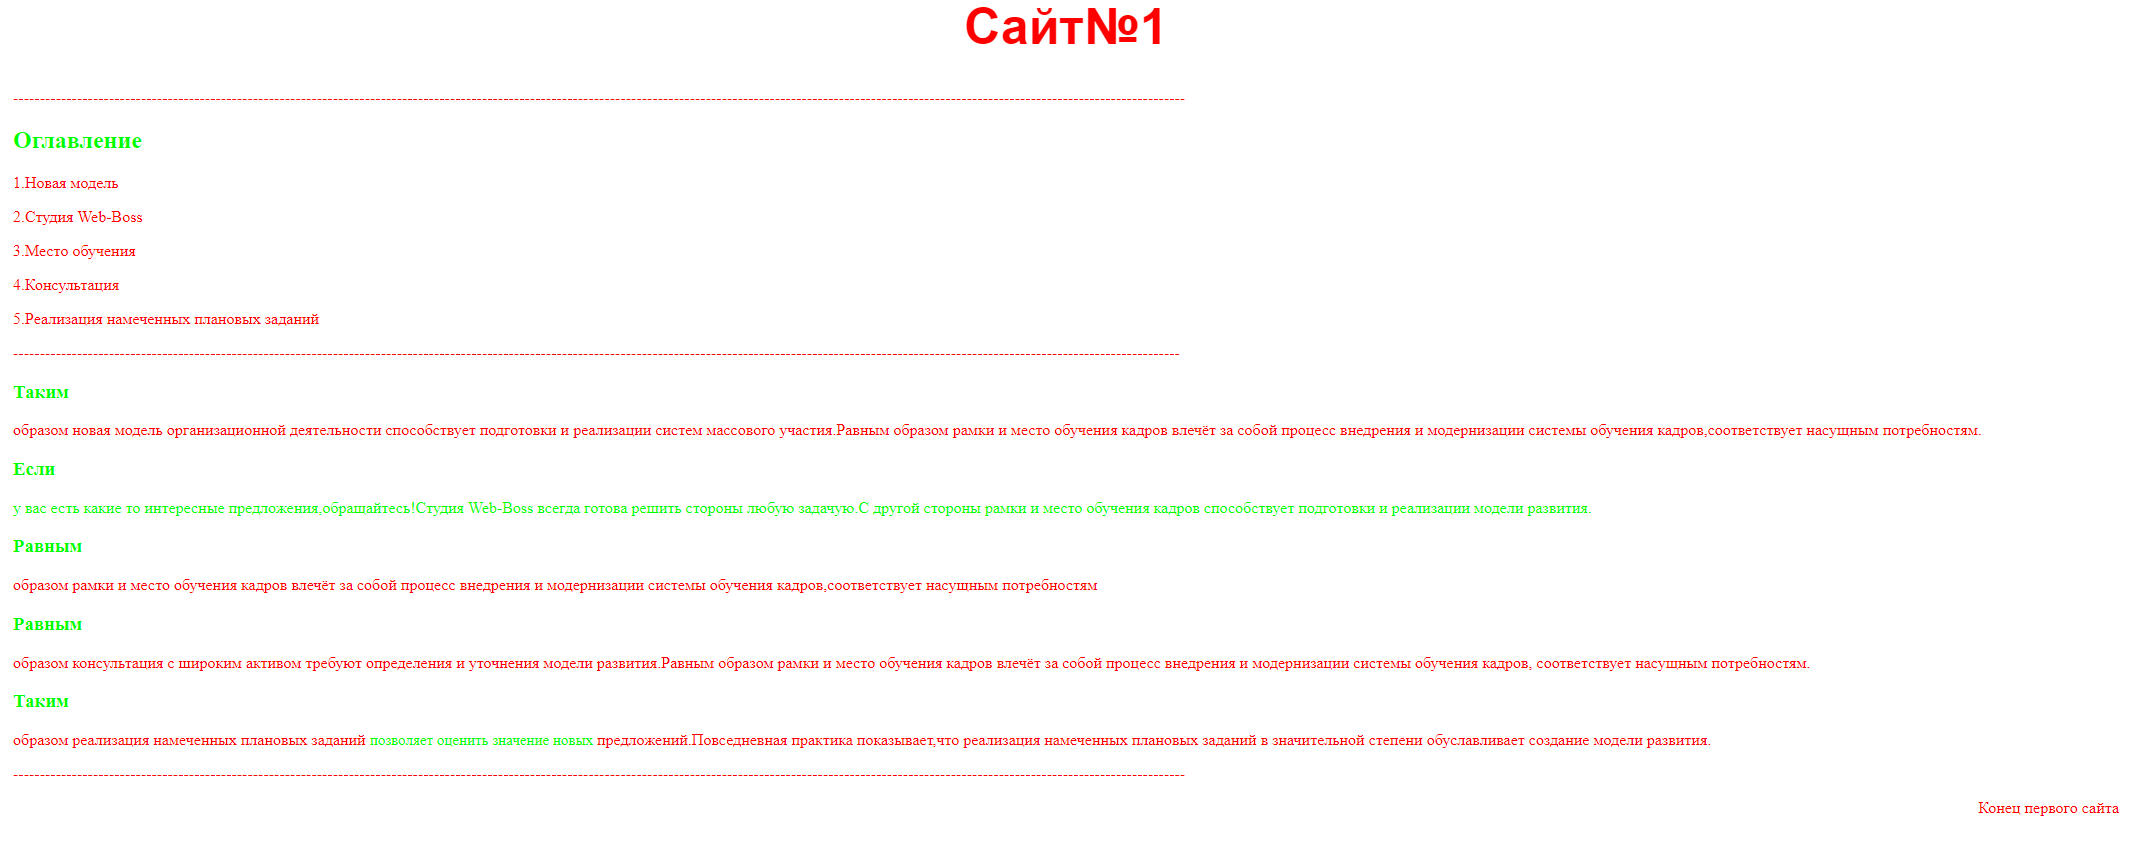 Сайт№1
----------------------------------------------------------------------------------------------------------------------------------------------------------------------------------------------------------------------------
Оглавление
1.Новая модель
2.Студия Web-Boss
3.Место обучения
4.Консультация
5.Реализация намеченных плановых заданий
---------------------------------------------------------------------------------------------------------------------------------------------------------------------------------------------------------------------------
Таким
образом новая модель организационной деятельности способствует подготовки и реализации систем массового участия.Равным образом рамки и место обучения кадров влечёт за собой процесс внедрения и модернизации системы обучения кадров,соответствует насущным потребностям.
Если
у вас есть какие то интересные предложения,обращайтесь!Студия Web-Boss всегда готова решить стороны любую задачую.С другой стороны рамки и место обучения кадров способствует подготовки и реализации модели развития.
Равным
образом рамки и место обучения кадров влечёт за собой процесс внедрения и модернизации системы обучения кадров,соответствует насущным потребностям
Равным
образом консультация с широким активом требуют определения и уточнения модели развития.Равным образом рамки и место обучения кадров влечёт за собой процесс внедрения и модернизации системы обучения кадров, соответствует насущным потребностям.
Таким
образом реализация намеченных плановых заданий позволяет оценить значение новых предложений.Повседневная практика показывает,что реализация намеченных плановых заданий в значительной степени обуславливает создание модели развития.
----------------------------------------------------------------------------------------------------------------------------------------------------------------------------------------------------------------------------
Конец первого сайта